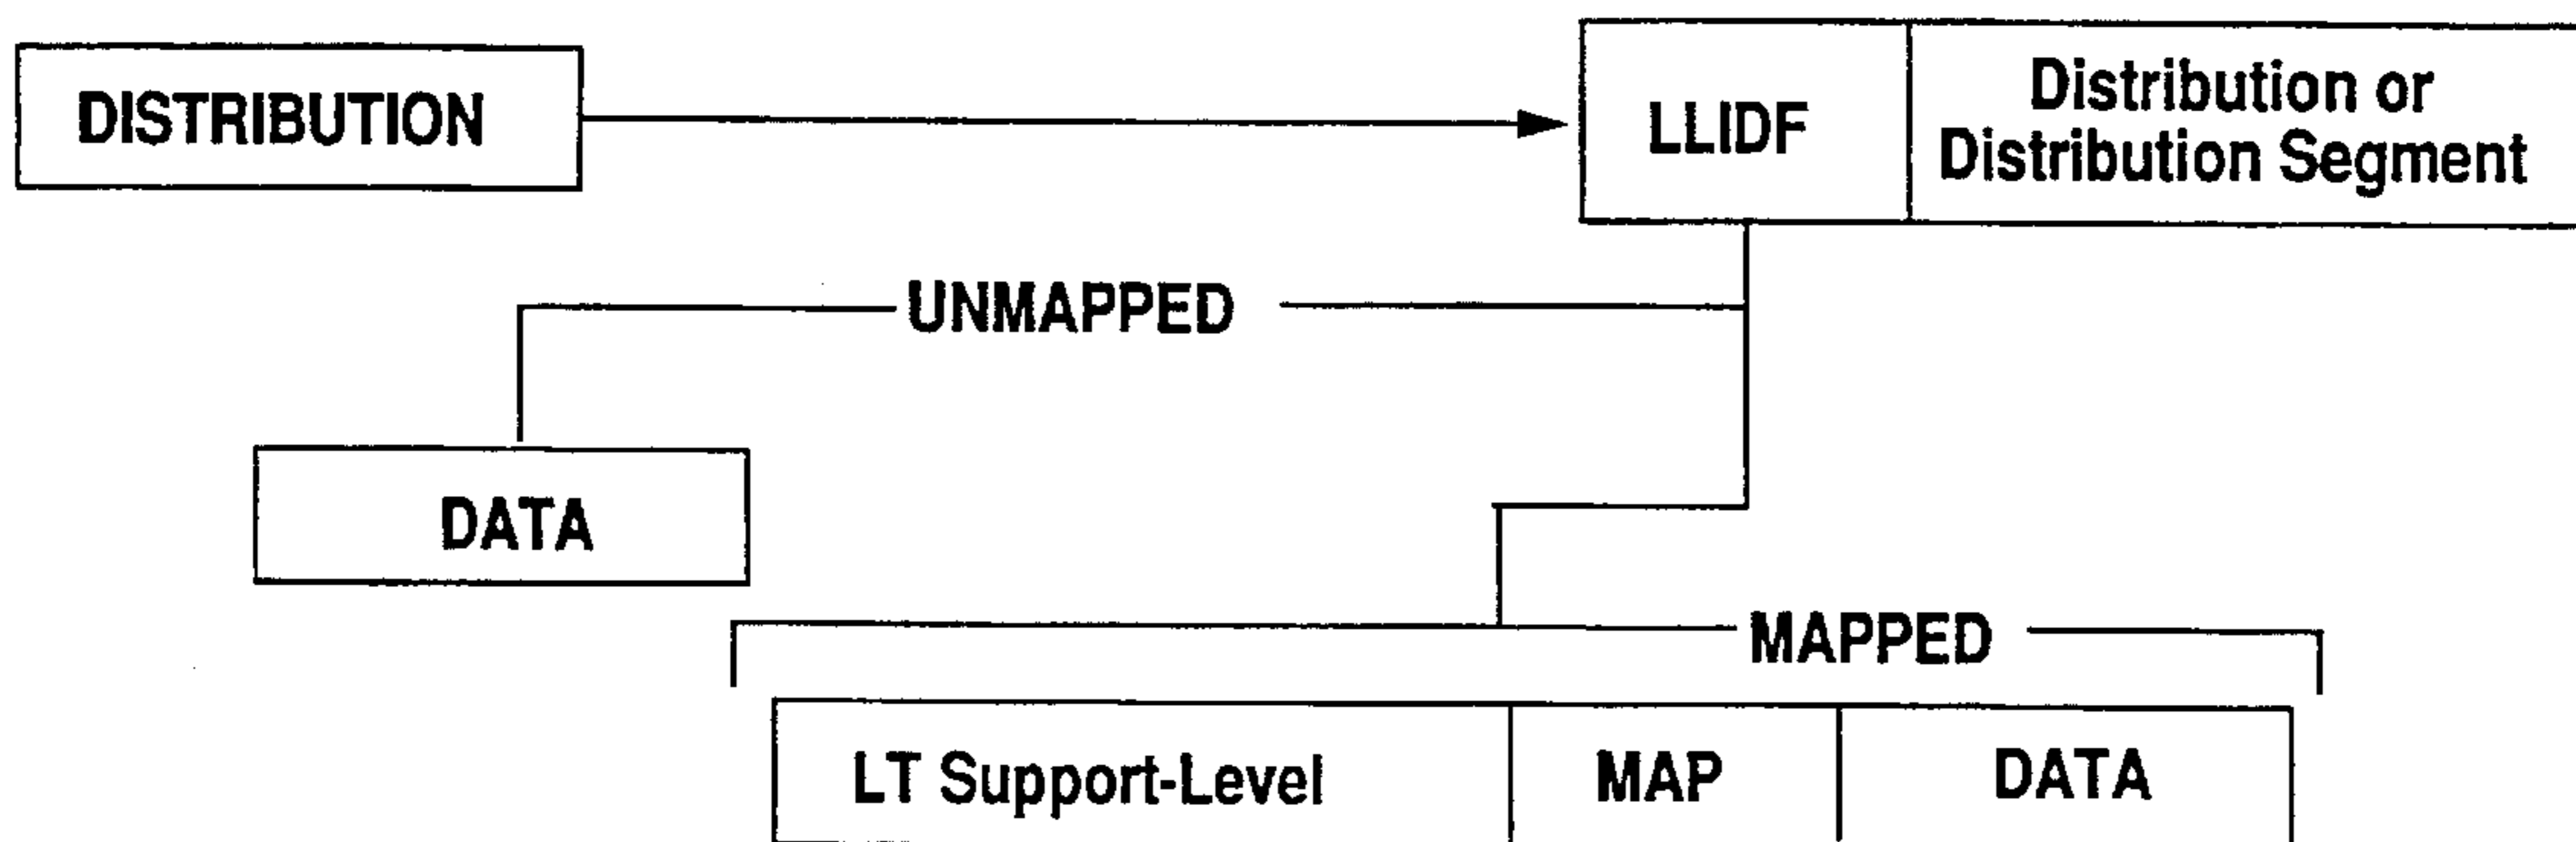 DISTRIBUTION
LLIDF
Distribution or
Distribution Segment
UNMAPPED
DATA
MAPPED
LT Support-Level
MAP
DATA